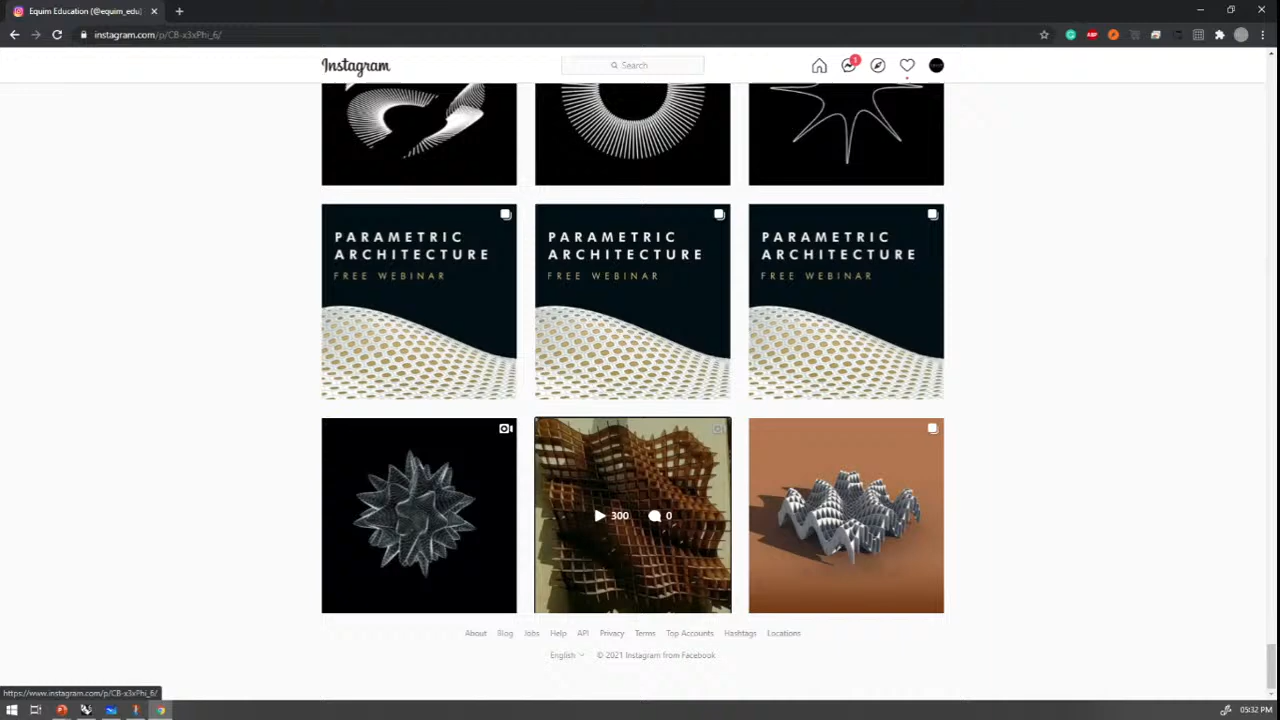 Equim Education (@equim_edu)
instagram.com/p/CB-x3xPhi_6/
ABP
Instagram
Search
1
PARAMETRIC
ARCHITECTURE
FREE WEBINAR
PARAMETRIC
ARCHITECTURE
FREE WEBINAR
PARAMETRIC
ARCHITECTURE
FREE WEBINAR
300 0
About Blog Jobs Help API Privacy Terms Top Accounts Hashtags Locations
English © 2021 Instagram from Facebook
https://www.instagram.com/p/CB-x3xPhi_6/
05:32 PM